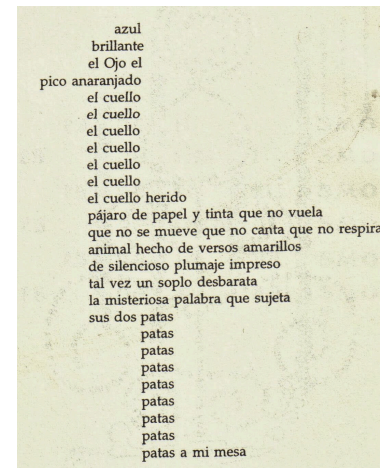 azul
brillante
el Ojo el
pico anaranjado
el cuello
el cuello
el cuello
el cuello
el cuello
el cuello
el cuello herido
pájaro de papel y tinta que no vuela
que no se mueve que no canta que no respira
animal hecho de versos amarillos
de silencioso plumaje impreso
tal vez un soplo desbarata
la misteriosa palabra que sujeta
sus dos patas
patas
patas
patas
patas
patas
patas
patas
patas a mi mesa